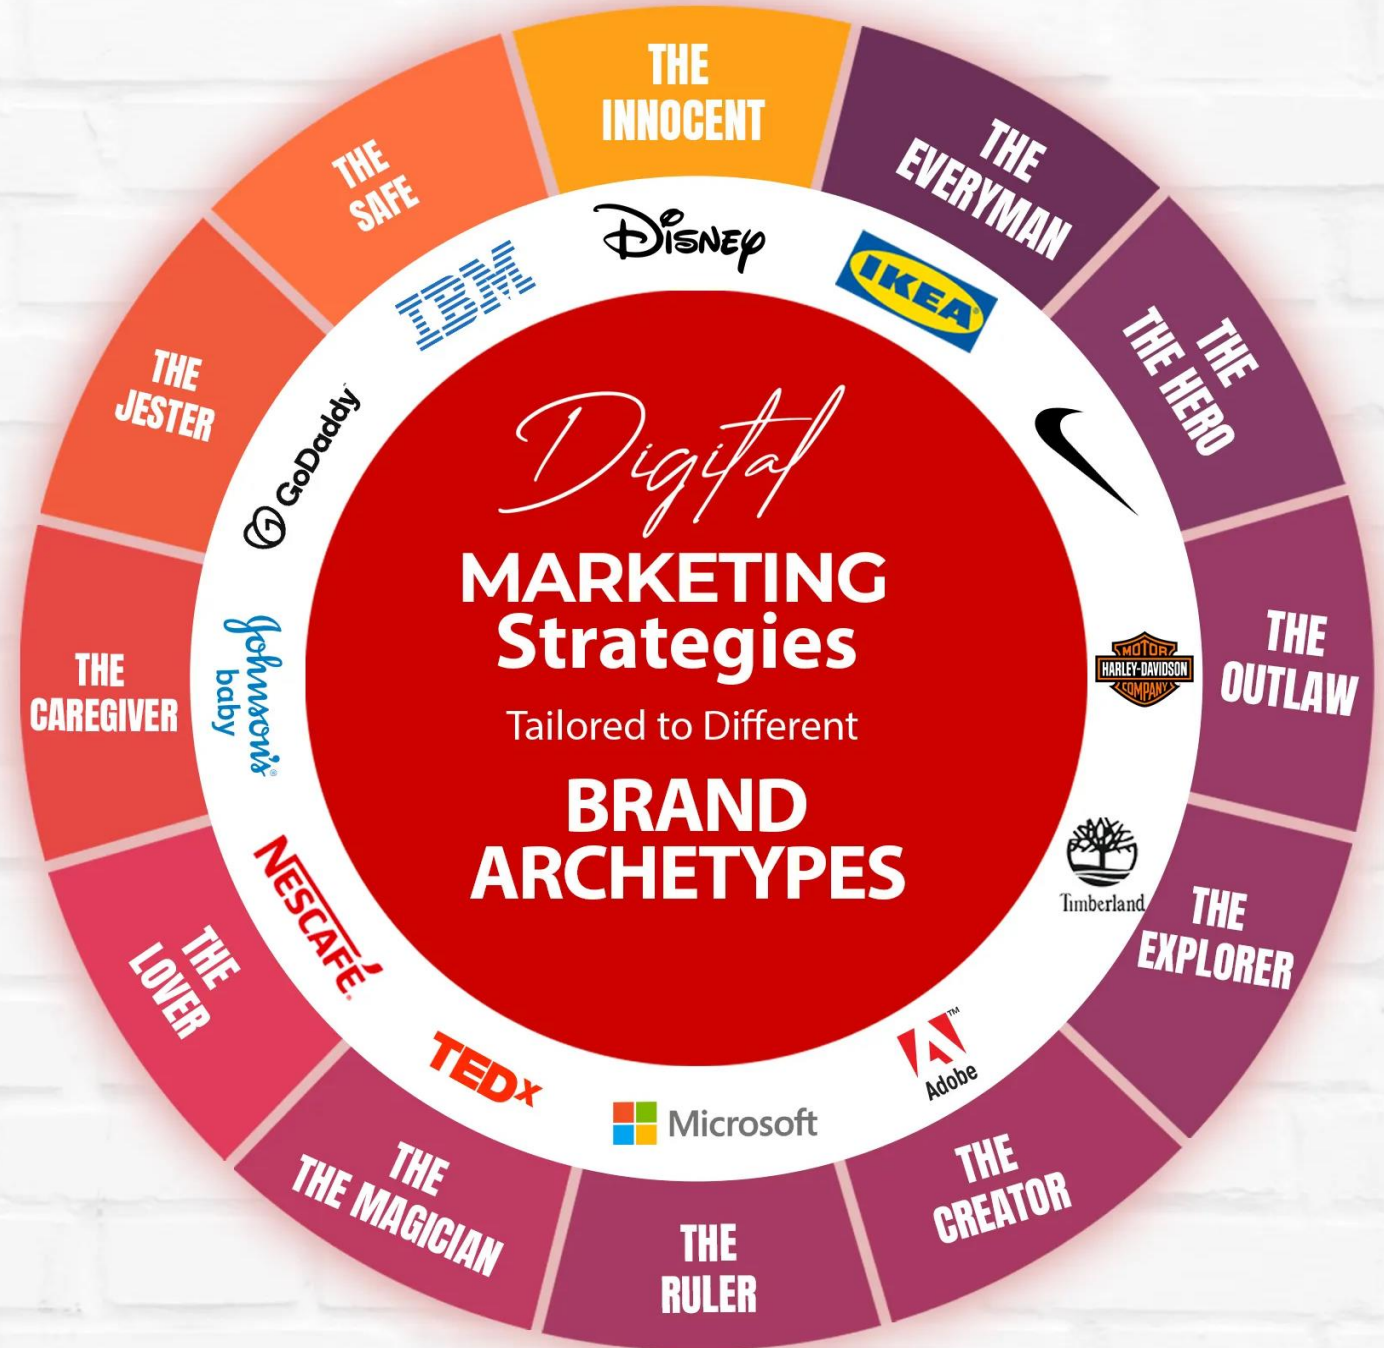 THE
INNOCENT
THE
EVERYMAN
THE
THE HERO
THE
OUTLAW
THE
EXPLORER
THE
CREATOR
THE
RULER
THE
THE MAGICIAN
THE
LOVER
THE
CAREGIVER
THE
JESTER
THE
SAFE
DISNEY
IKEA
MOTOR
HARLEY-DAVIDSON
COMPANY
Timberland
Adobe™
Microsoft
TEDx
NESCAFÉ®
Johnson's®
baby
GoDaddy
IBM
Digital
MARKETING
Strategies
Tailored to Different
BRAND
ARCHETYPES